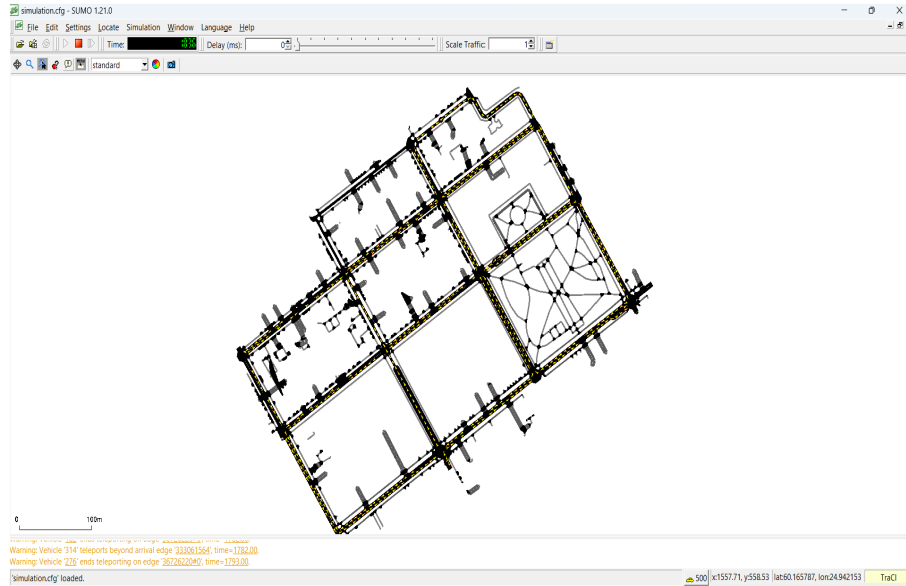 simulation.cfg - SUMO 1.21.0
File Edit Settings Locate Simulation Window Language Help
Time: Delay (ms): 0 Scale Traffic: 1
standard
0 100m
Warning: Vehicle '314' teleports beyond arrival edge '333061564', time=1782.00.
Warning: Vehicle '276' ends teleporting on edge '36726220#0', time=1793.00.
'simulation.cfg' loaded. 500 x:1557.71, y:558.53 lat:60.165787, lon:24.942153 TraCI